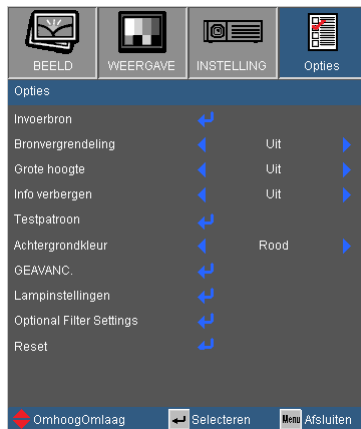 BEELD WEERGAVE INSTELLING Opties
Opties
Invoerbron
Bronvergrendeling Uit
Grote hoogte Uit
Info verbergen Uit
Testpatroon
Achtergrondkleur Rood
GEAVANC.
Lampinstellingen
Optional Filter Settings
Reset
OmhoogOmlaag Selecteren Menu Afsluiten